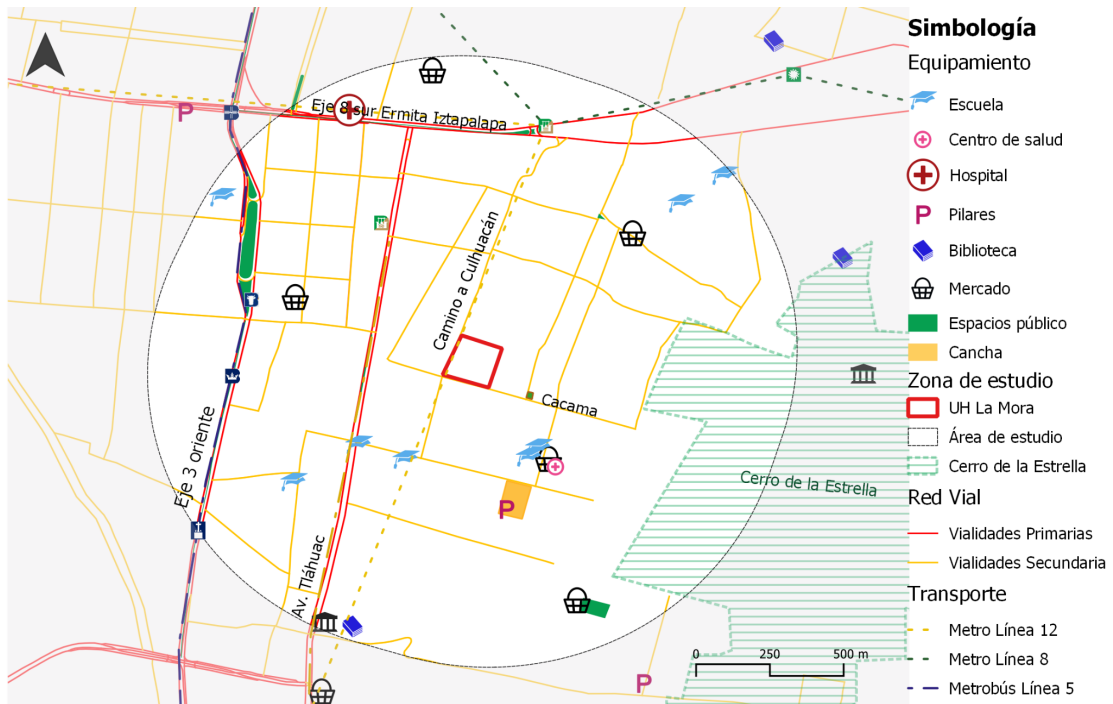 Simbología
Equipamiento
Escuela
Centro de salud
Hospital
Pilares
Biblioteca
Mercado
Espacios público
Cancha
Zona de estudio
UH La Mora
Área de estudio
Cerro de la Estrella
Red Vial
Vialidades Primarias
Vialidades Secundaria
Transporte
Metro Línea 12
Metro Línea 8
Metrobús Línea 5
P
P
Eje 8 sur Ermita Iztapalapa
Camino a Culhuacán
Cacama
Eje 3 oriente
Cerro de la Estrella
P
Av. Tláhuac
P
0 250 500 m